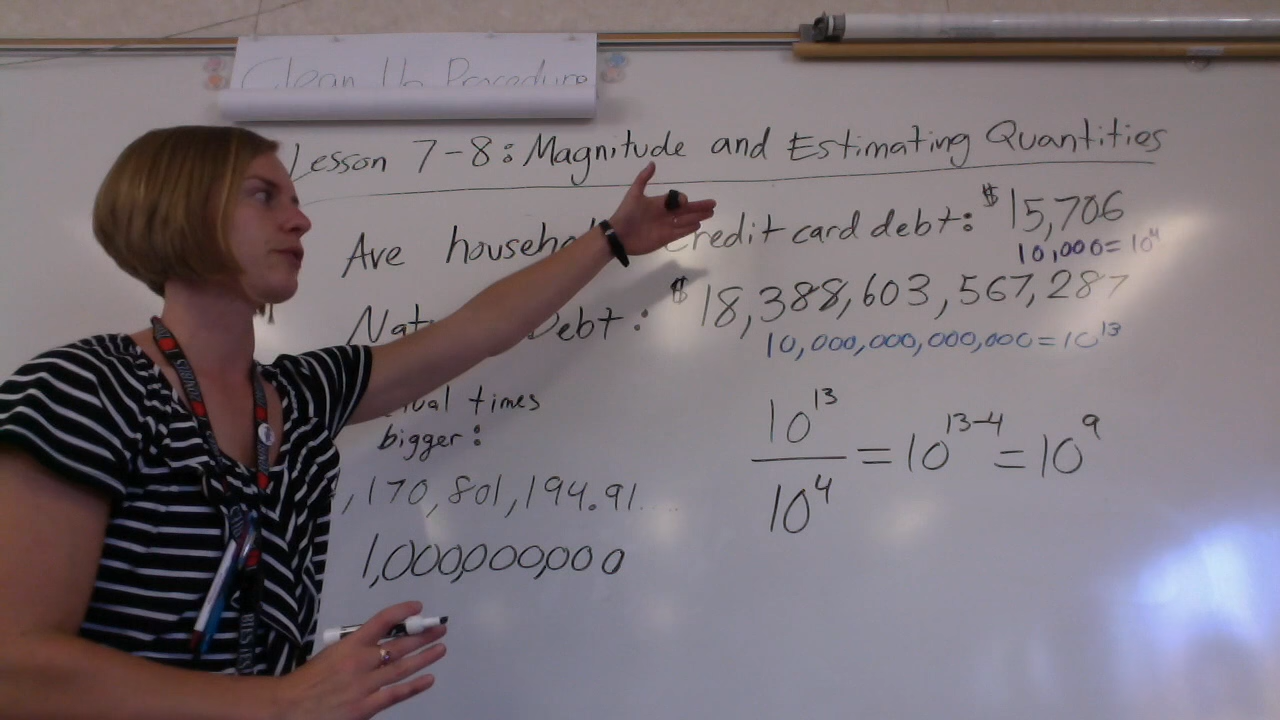 Clean Up Procedure
Lesson 7-8: Magnitude and Estimating Quantities
Ave household credit card debt: $15,706
10,000=10⁴
Debt: $18,388,603,567,287
10,000,000,000,000=10¹³
times
bigger:
,170,801,194.91...
1,000,000,000
10¹³/10⁴ = 10¹³⁻⁴ = 10⁹